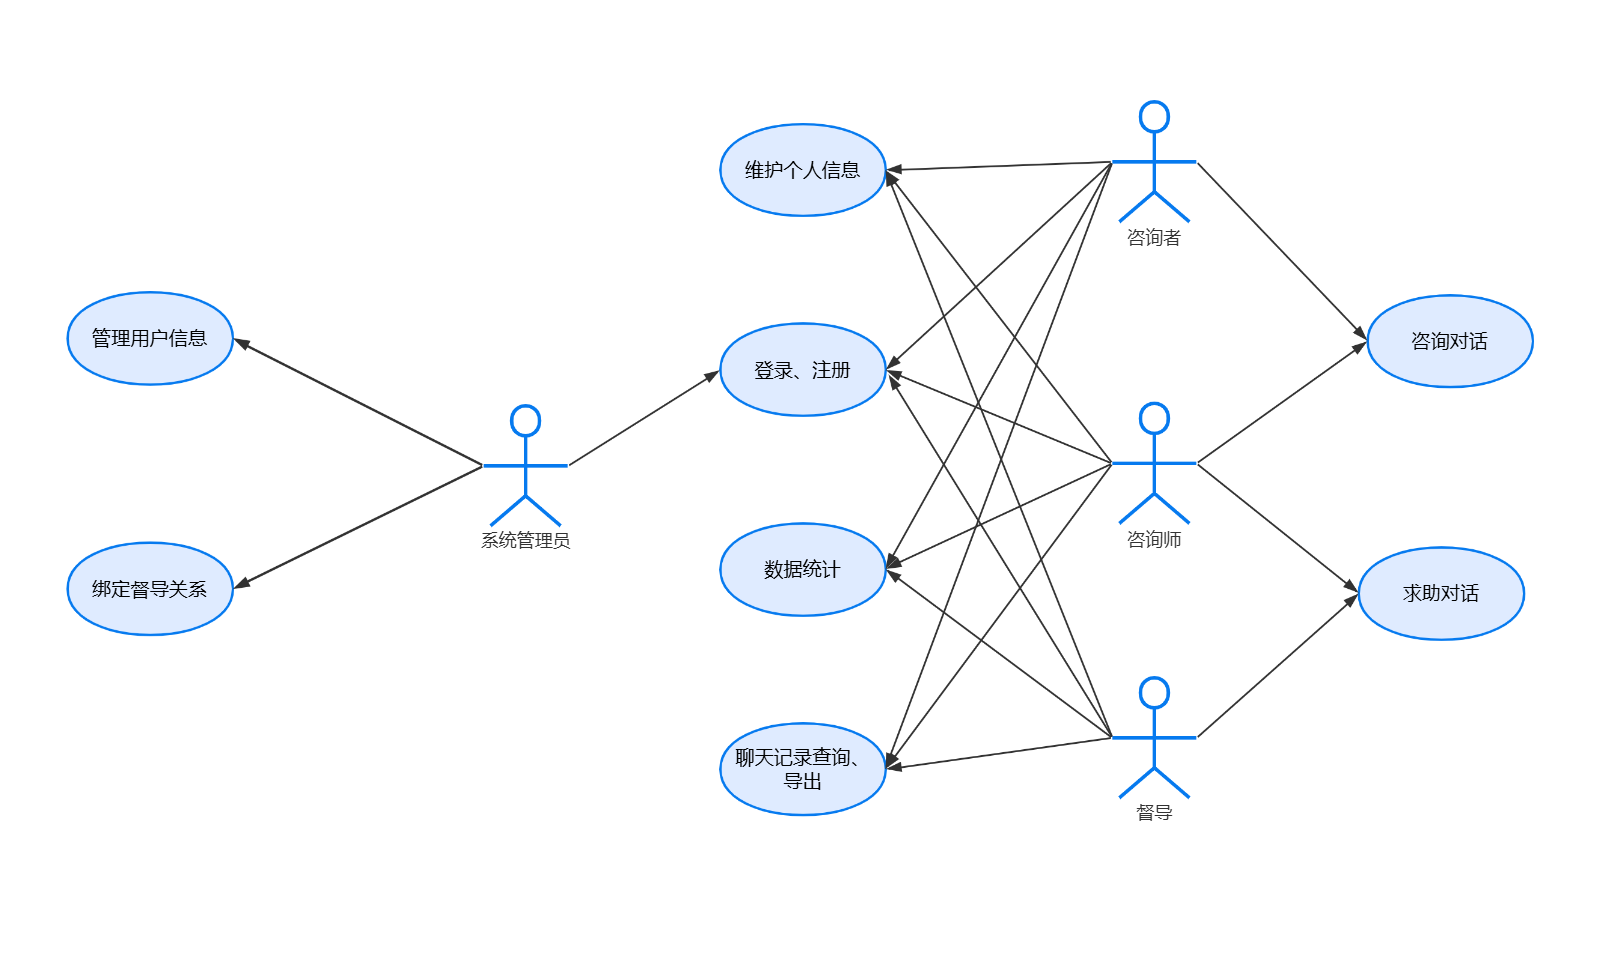 维护个人信息
咨询者
管理用户信息
登录、注册
咨询对话
系统管理员
咨询师
绑定督导关系
数据统计
求助对话
聊天记录查询、
导出
督导